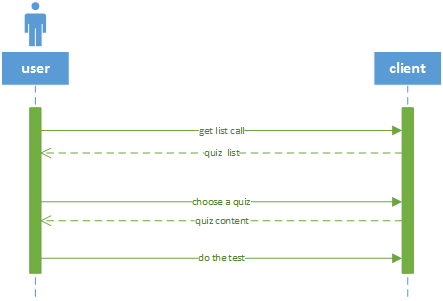 user
client
get list call
quiz list
choose a quiz
quiz content
do the test